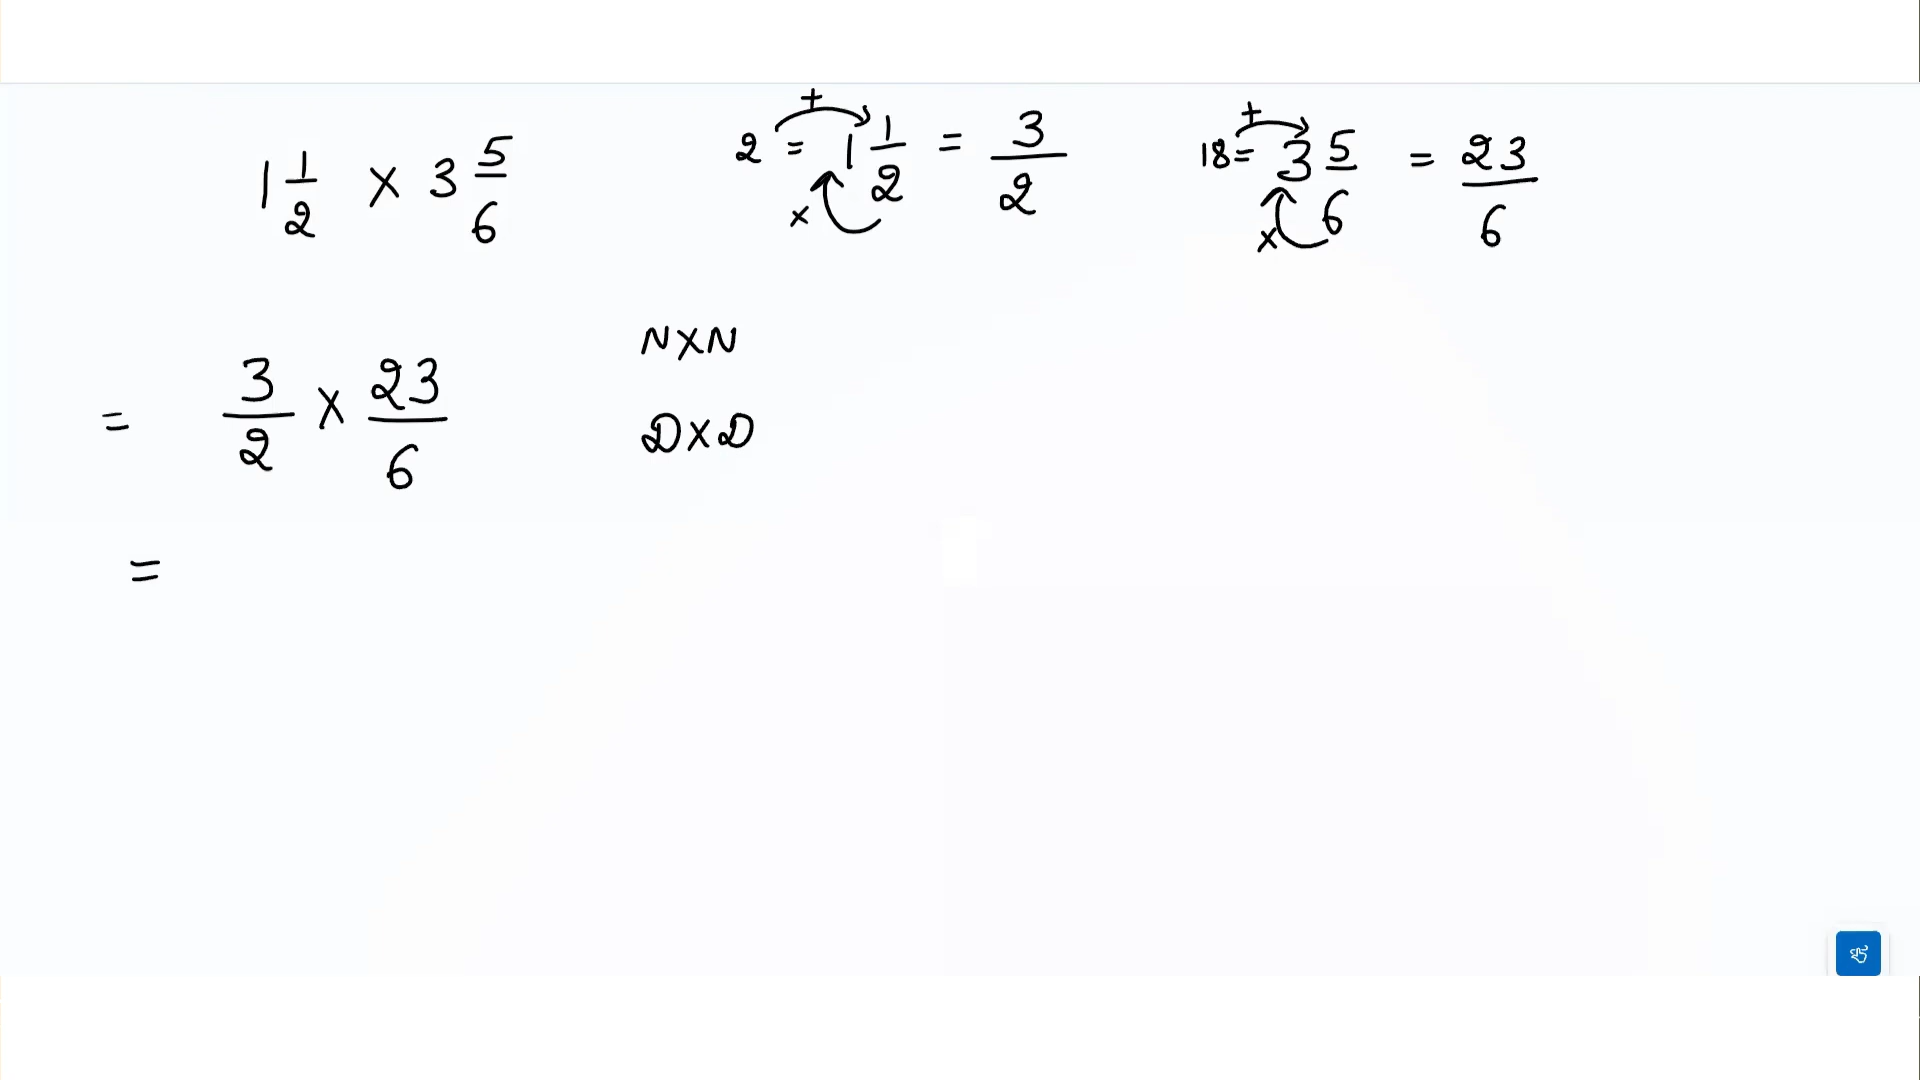 1 1/2 × 3 5/6
2 = 1 1/2 = 3/2
+
×
18 = 3 5/6 = 23/6
+
×
= 3/2 × 23/6
N×N
D×D
=